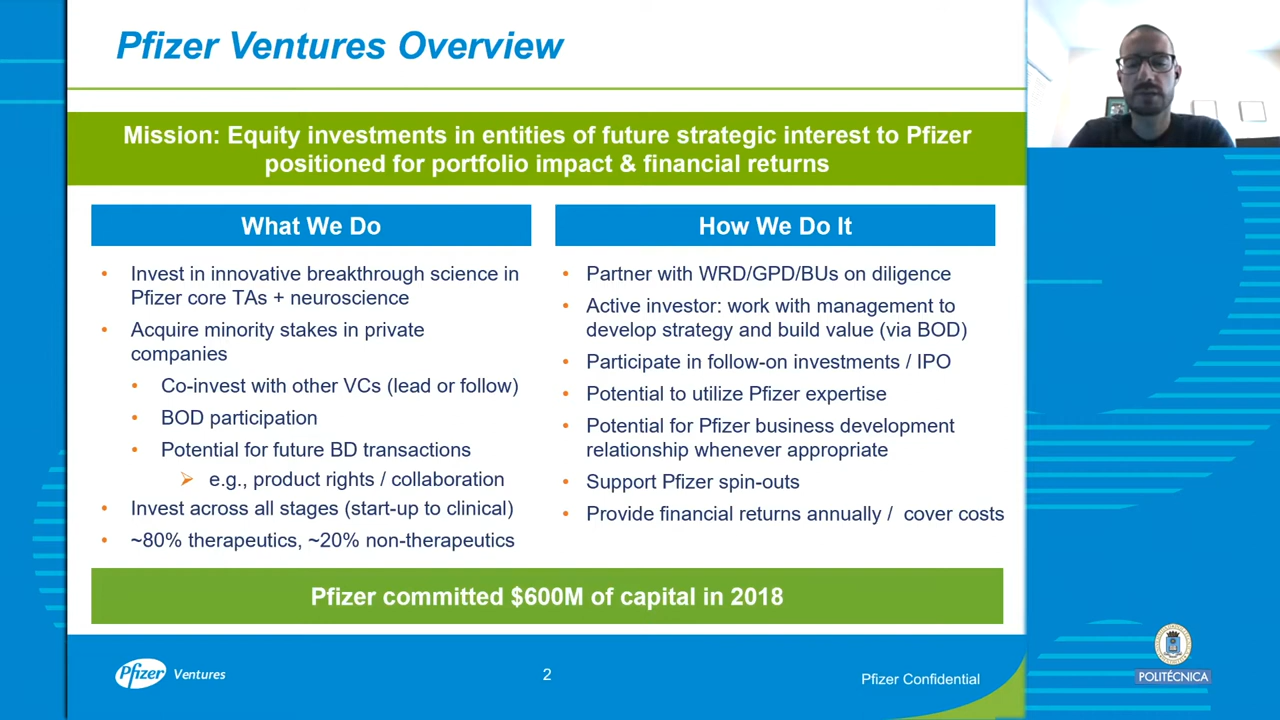 Pfizer Ventures Overview
Mission: Equity investments in entities of future strategic interest to Pfizer
positioned for portfolio impact & financial returns
What We Do
Invest in innovative breakthrough science in
Pfizer core TAs + neuroscience
Acquire minority stakes in private
companies
Co-invest with other VCs (lead or follow)
BOD participation
Potential for future BD transactions
e.g., product rights / collaboration
Invest across all stages (start-up to clinical)
~80% therapeutics, ~20% non-therapeutics
How We Do It
Partner with WRD/GPD/BUs on diligence
Active investor: work with management to
develop strategy and build value (via BOD)
Participate in follow-on investments / IPO
Potential to utilize Pfizer expertise
Potential for Pfizer business development
relationship whenever appropriate
Support Pfizer spin-outs
Provide financial returns annually / cover costs
Pfizer committed $600M of capital in 2018
Pfizer Ventures
2
Pfizer Confidential
POLITÉCNICA